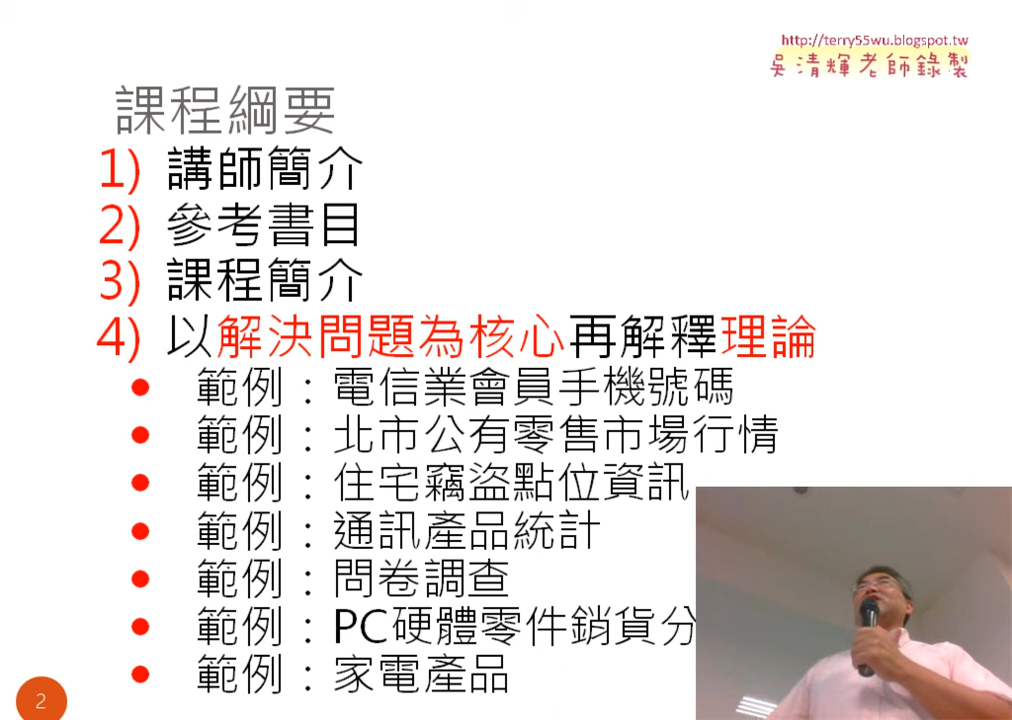 http://terry55wu.blogspot.tw
吳清輝老師錄製
課程綱要
1) 講師簡介
2) 參考書目
3) 課程簡介
4) 以解決問題為核心再解釋理論
• 範例：電信業會員手機號碼
• 範例：北市公有零售市場行情
• 範例：住宅竊盜點位資訊
• 範例：通訊產品統計
• 範例：問卷調查
• 範例：PC硬體零件銷貨分
• 範例：家電產品
2